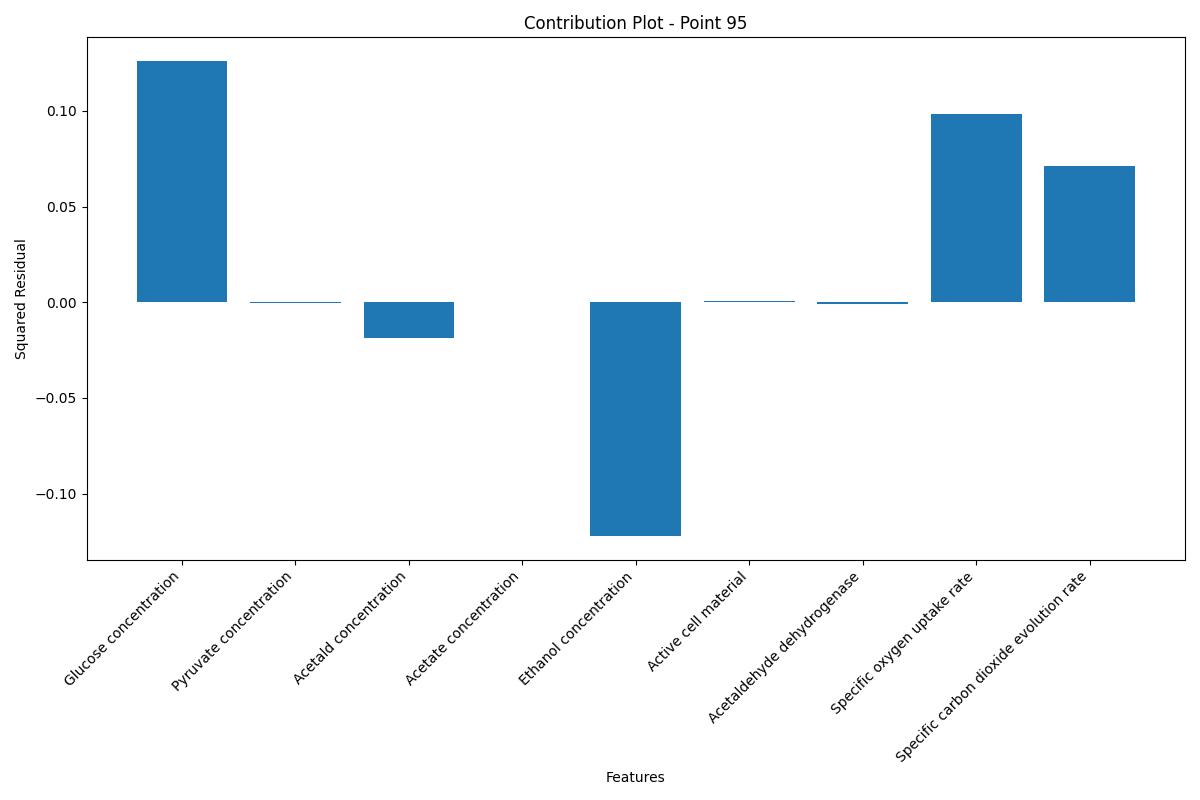 Contribution Plot - Point 95
Squared Residual
0.10
0.05
0.00
−0.05
−0.10
Glucose concentration
Pyruvate concentration
Acetald concentration
Acetate concentration
Ethanol concentration
Active cell material
Acetaldehyde dehydrogenase
Specific oxygen uptake rate
Specific carbon dioxide evolution rate
Features